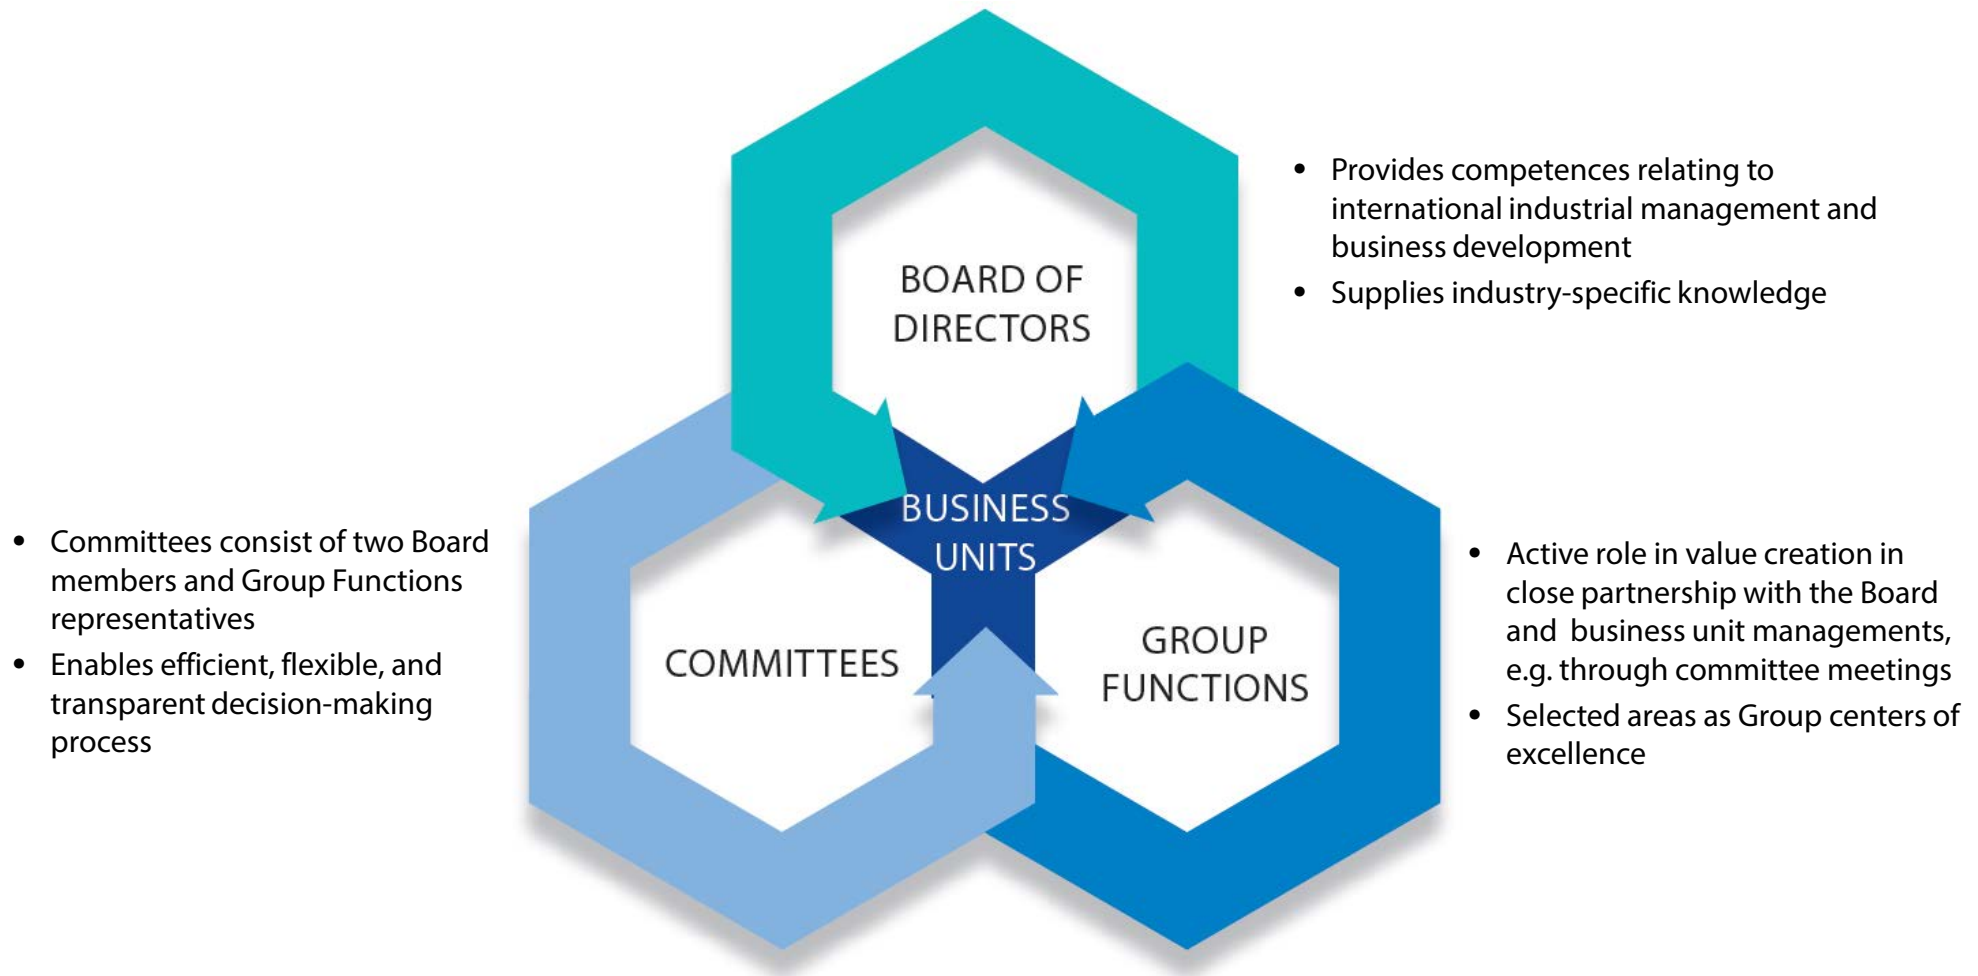 BOARD OF
DIRECTORS
• Provides competences relating to
international industrial management and
business development
• Supplies industry-specific knowledge
BUSINESS
UNITS
• Committees consist of two Board
members and Group Functions
representatives
• Enables efficient, flexible, and
transparent decision-making
process
COMMITTEES
GROUP
FUNCTIONS
• Active role in value creation in
close partnership with the Board
and  business unit managements,
e.g. through committee meetings
• Selected areas as Group centers of
excellence